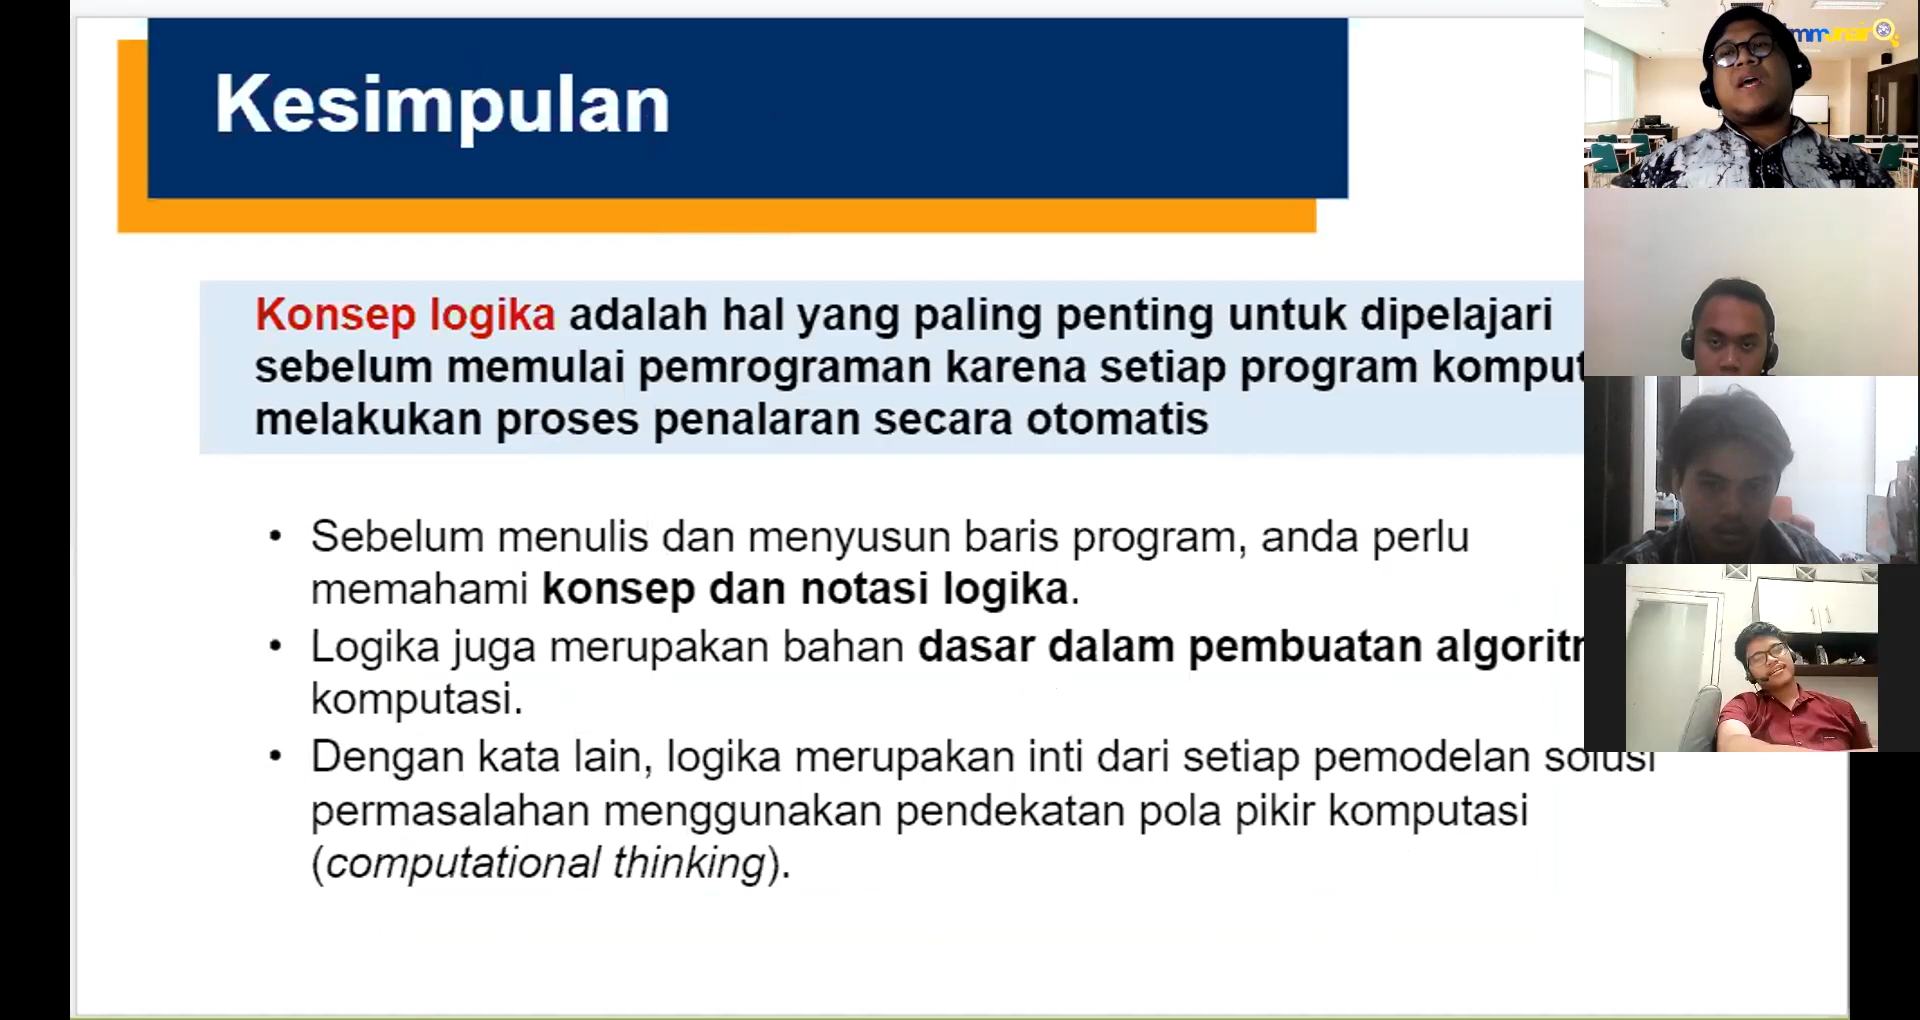 Kesimpulan
Konsep logika adalah hal yang paling penting untuk dipelajari
sebelum memulai pemrograman karena setiap program
melakukan proses penalaran secara otomatis
• Sebelum menulis dan menyusun baris program, anda perlu
memahami konsep dan notasi logika.
• Logika juga merupakan bahan dasar dalam pembuatan
komputasi.
• Dengan kata lain, logika merupakan inti dari setiap pemodelan solusi
permasalahan menggunakan pendekatan pola pikir komputasi
(computational thinking).